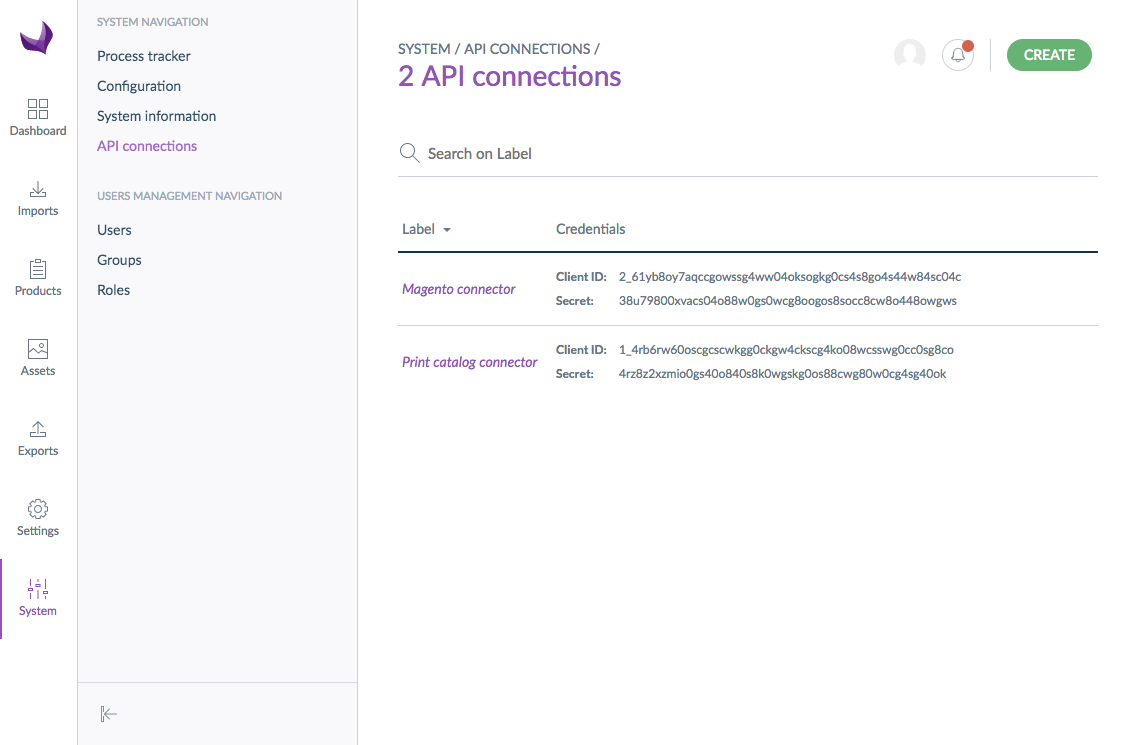 Dashboard
Imports
Products
Assets
Exports
Settings
System
SYSTEM NAVIGATION
Process tracker
Configuration
System information
API connections
USERS MANAGEMENT NAVIGATION
Users
Groups
Roles
SYSTEM / API CONNECTIONS /
2 API connections
CREATE
Search on Label
Label Credentials
Magento connector
Client ID: 2_61yb8oy7aqccgowssg4ww04oksogkg0cs4s8go4s44w84sc04c
Secret: 38u79800xvacs04o88w0gs0wcg8oogos8socc8cw8o448owgws
Print catalog connector
Client ID: 1_4rb6rw60oscgcscwkgg0ckgw4ckscg4ko08wcsswg0cc0sg8co
Secret: 4rz8z2xzmio0gs40o840s8k0wgskg0os88cwg80w0cg4sg40ok